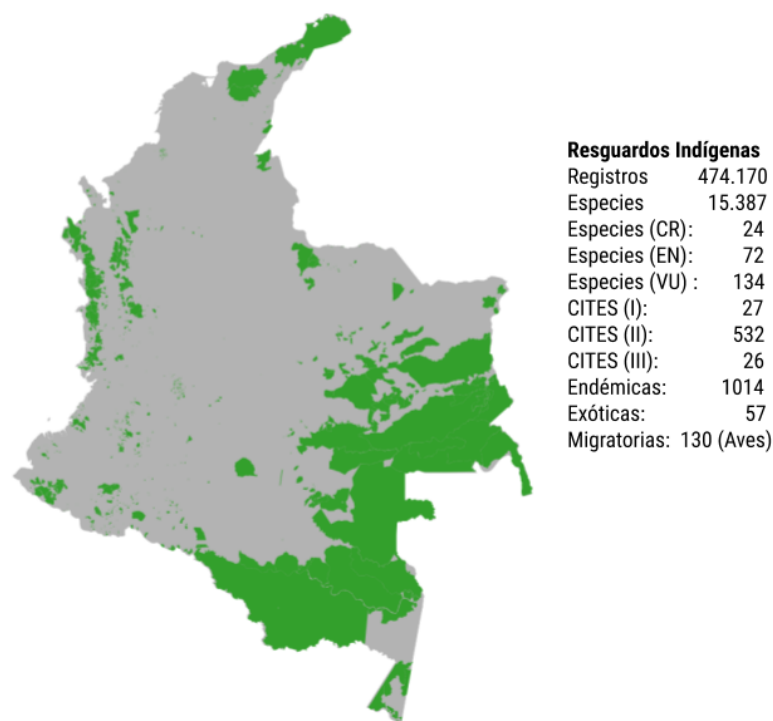 Resguardos Indígenas
Registros 474.170
Especies 15.387
Especies (CR): 24
Especies (EN): 72
Especies (VU) : 134
CITES (I): 27
CITES (II): 532
CITES (III): 26
Endémicas: 1014
Exóticas: 57
Migratorias: 130 (Aves)